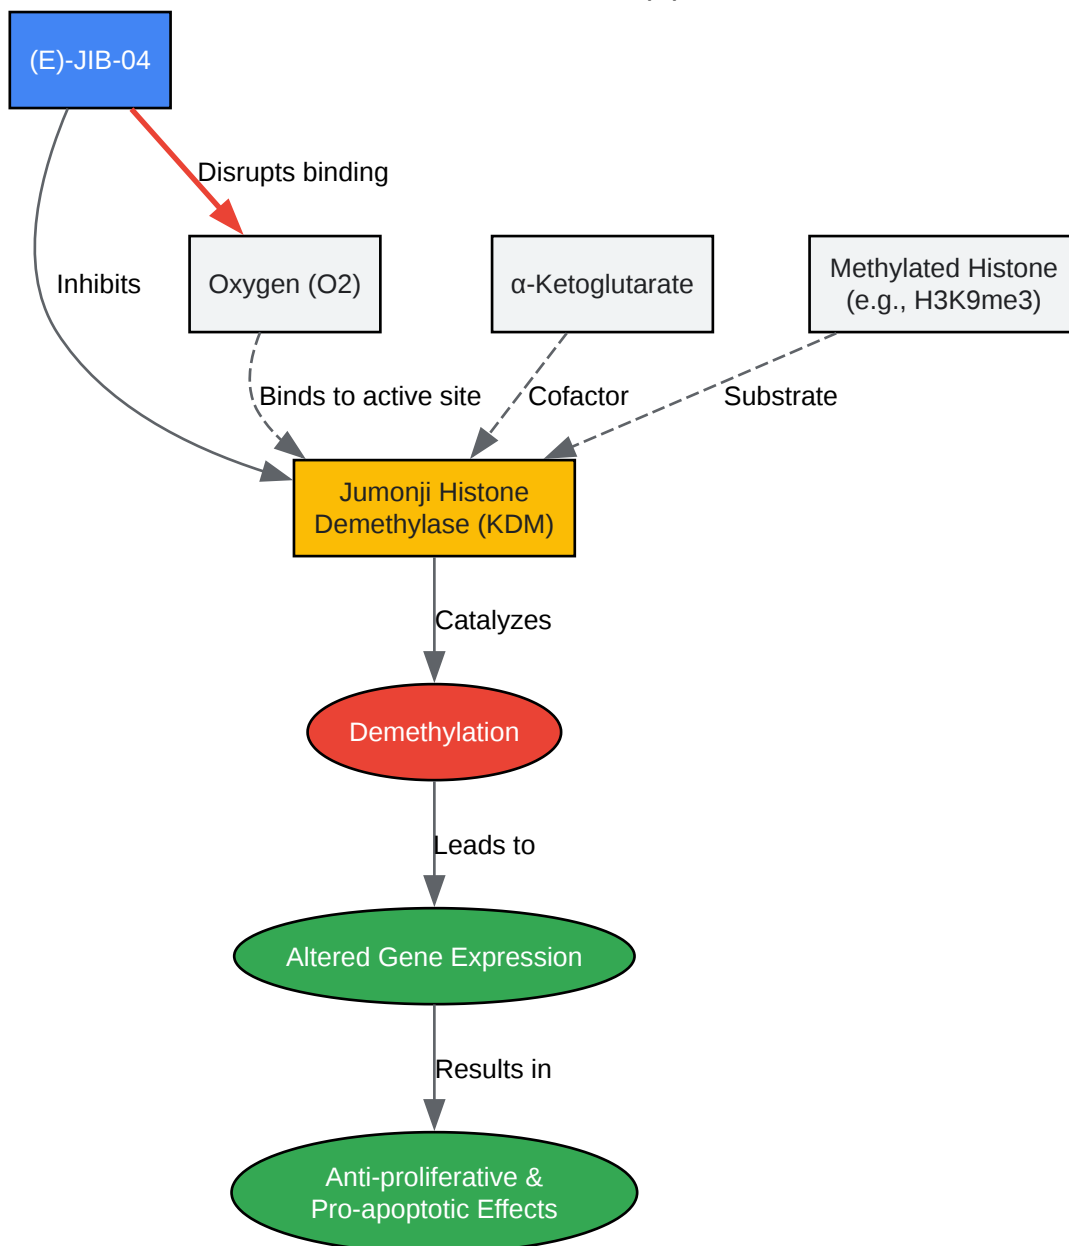 (E)-JIB-04
Disrupts binding
Inhibits
Oxygen (O2)
α-Ketoglutarate
Methylated Histone
(e.g., H3K9me3)
Binds to active site
Cofactor
Substrate
Jumonji Histone
Demethylase (KDM)
Catalyzes
Demethylation
Leads to
Altered Gene Expression
Results in
Anti-proliferative &
Pro-apoptotic Effects